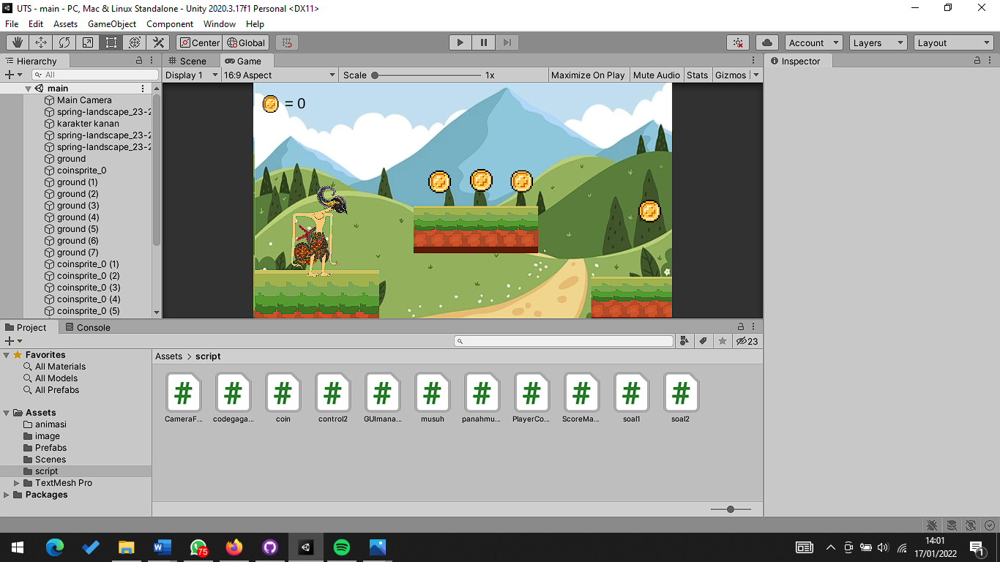 UTS - main - PC, Mac & Linux Standalone - Unity 2020.3.17f1 Personal <DX11>
File Edit Assets GameObject Component Window Help
Center Global Account Layers Layout
Hierarchy
All
main
Main Camera
spring-landscape_23-2
karakter kanan
spring-landscape_23-2
spring-landscape_23-2
ground
coinsprite_0
ground (1)
ground (2)
ground (3)
ground (4)
ground (5)
ground (6)
ground (7)
coinsprite_0 (1)
coinsprite_0 (2)
coinsprite_0 (3)
coinsprite_0 (4)
coinsprite_0 (5)
Scene Game
Display 1 16:9 Aspect Scale 1x Maximize On Play Mute Audio Stats Gizmos
= 0
Inspector
Project Console
23
Favorites
All Materials
All Models
All Prefabs
Assets
animasi
image
Prefabs
Scenes
script
TextMesh Pro
Packages
Assets > script
CameraF... codegaga... coin control2 GUImana... musuh panahmu... PlayerCo... ScoreMa... soal1 soal2
75
14:01
17/01/2022
1